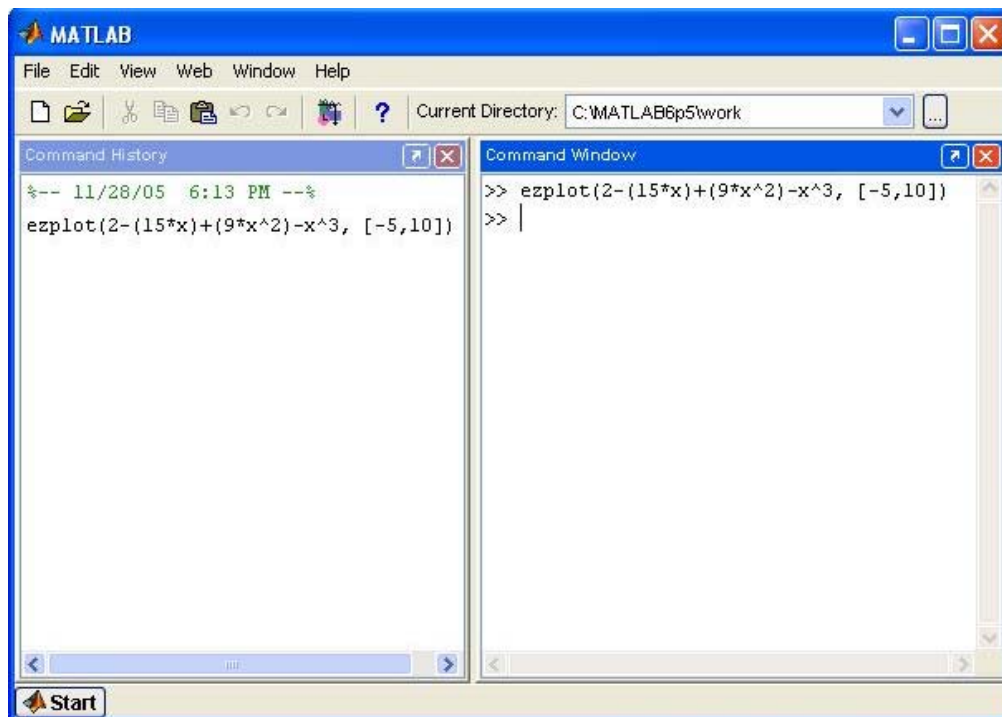 MATLAB
File Edit View Web Window Help
? Current Directory: C:\MATLAB6p5\work ...
Command History
%-- 11/28/05 6:13 PM --%
ezplot(2-(15*x)+(9*x^2)-x^3, [-5,10])
Command Window
>> ezplot(2-(15*x)+(9*x^2)-x^3, [-5,10])
>>
Start